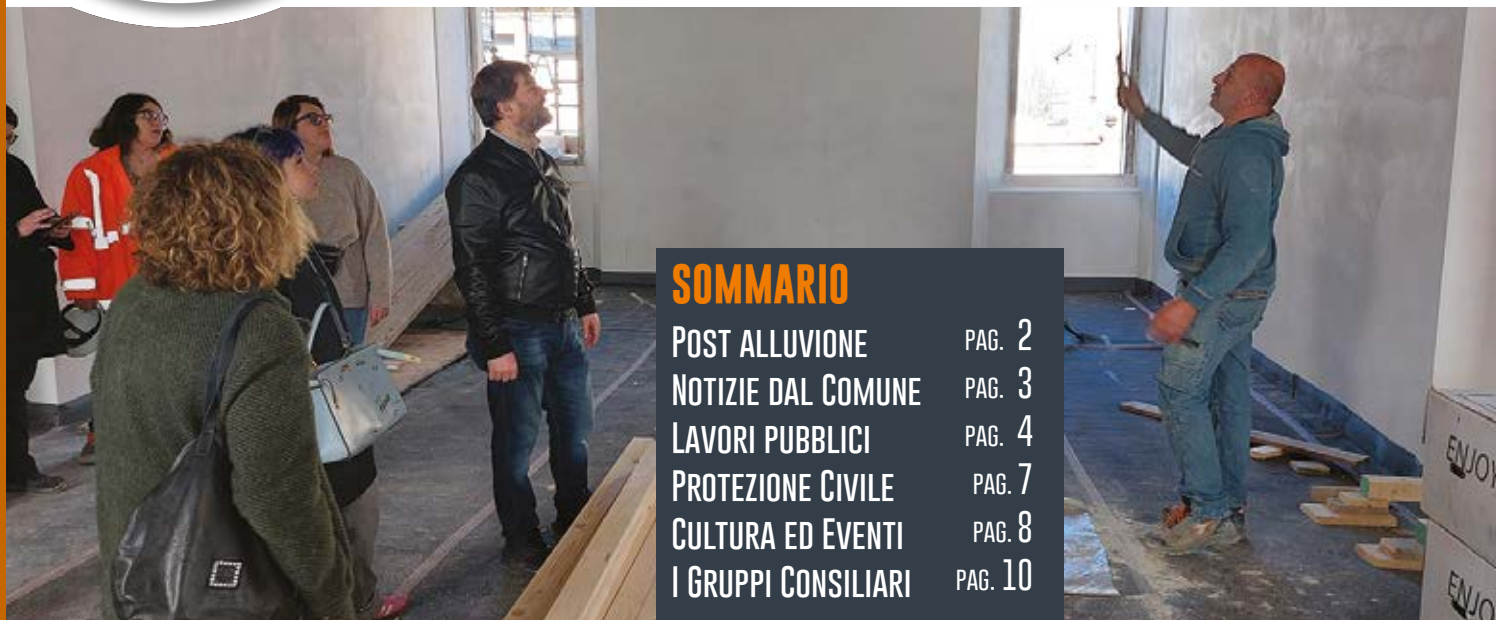 SOMMARIO
POST ALLUVIONE PAG. 2
NOTIZIE DAL COMUNE PAG. 3
LAVORI PUBBLICI PAG. 4
PROTEZIONE CIVILE PAG. 7
CULTURA ED EVENTI PAG. 8
I GRUPPI CONSILIARI PAG. 10
ENJOY